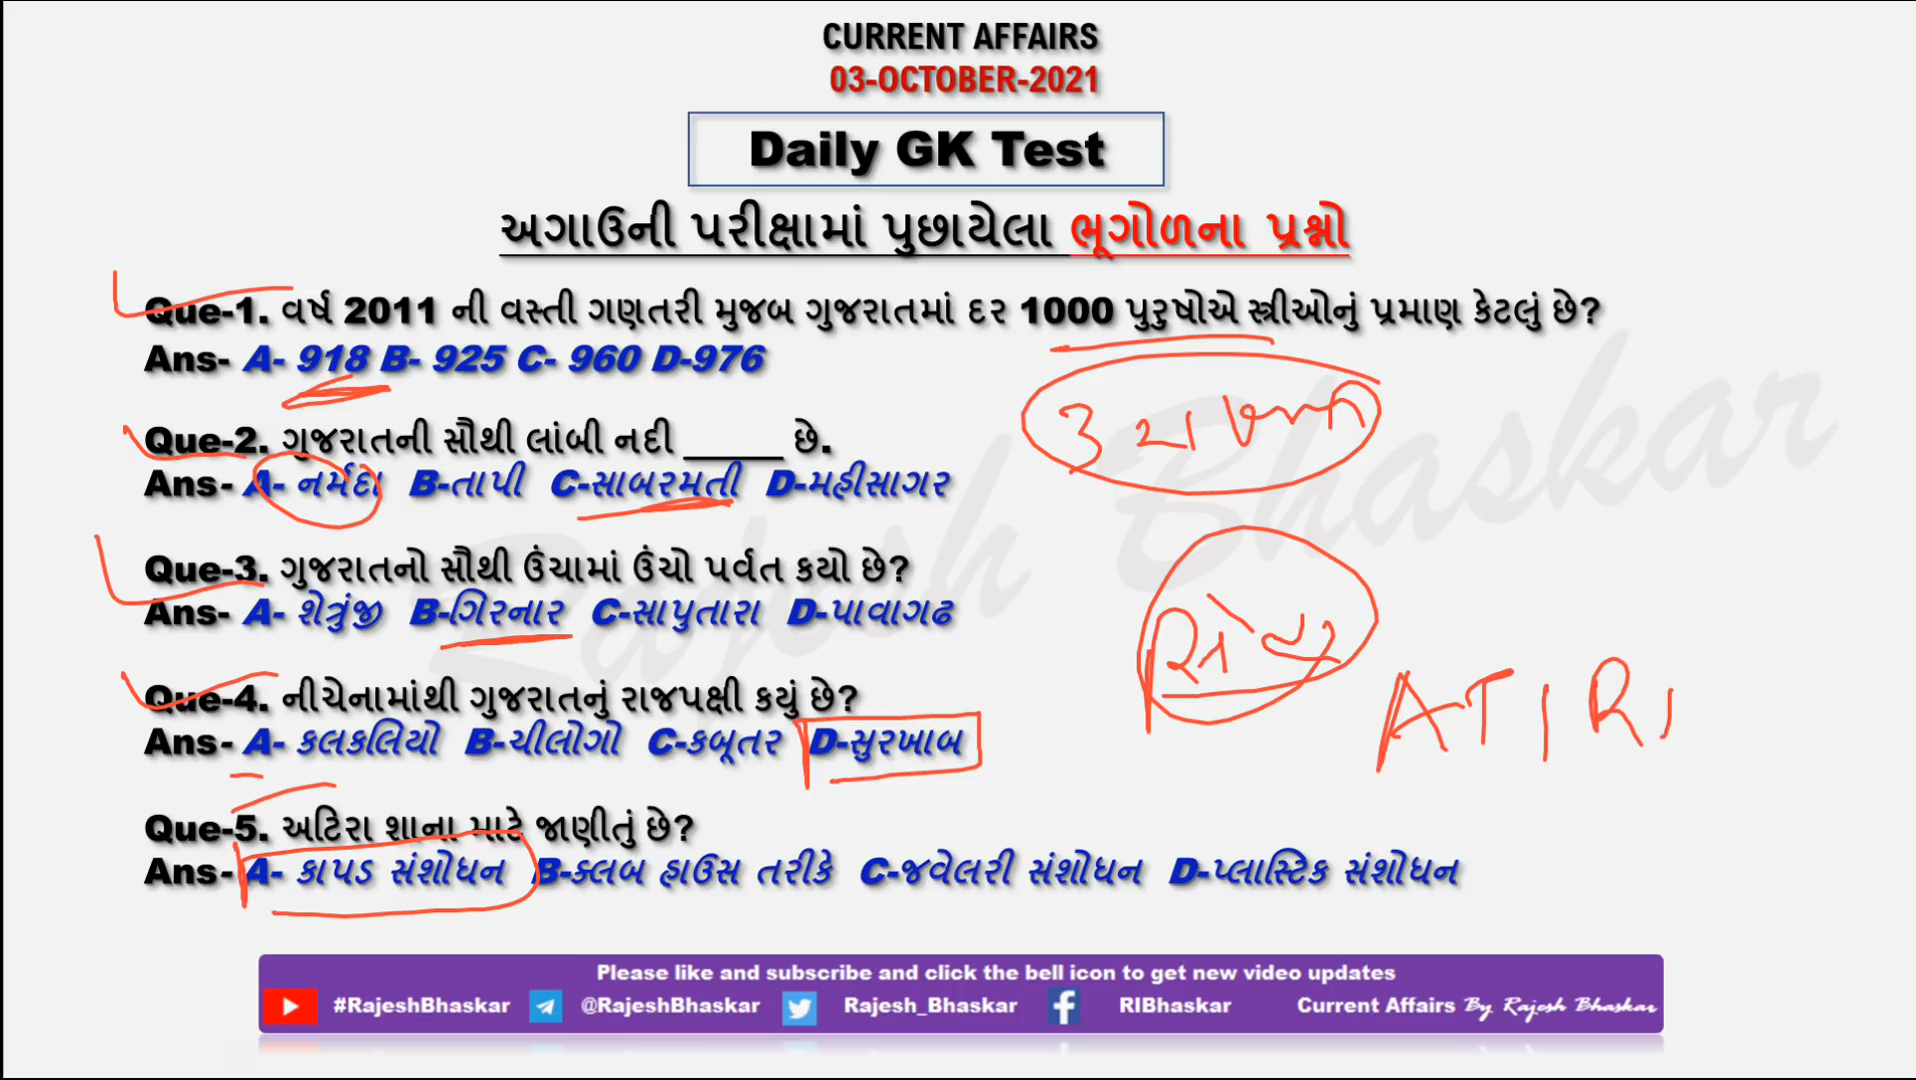 CURRENT AFFAIRS
03-OCTOBER-2021
Daily GK Test
અગાઉની પરીક્ષામાં પુછાયેલા ભૂગોળના પ્રશ્નો
Que-1. વર્ષ 2011 ની વસ્તી ગણતરી મુજબ ગુજરાતમાં દર 1000 પુરુષોએ સ્ત્રીઓનું પ્રમાણ કેટલું છે?
Ans- A- 918 B- 925 C- 960 D-976
Que-2. ગુજરાતની સૌથી લાંબી નદી _____ છે.
Ans- A- નર્મદા B-તાપી C-સાબરમતી D-મહીસાગર
Que-3. ગુજરાતનો સૌથી ઉંચામાં ઉંચો પર્વત કયો છે?
Ans- A- શેત્રુંજી B-ગિરનાર C-સાપુતારા D-પાવાગઢ
Que-4. નીચેનામાંથી ગુજરાતનું રાજપક્ષી કયું છે?
Ans- A- કલકલિયો B-ચીલોગો C-કબૂતર D-સુરખાબ
ATIRI
Que-5. અટિરા શાના માટે જાણીતું છે?
Ans- A- કાપડ સંશોધન B-ક્લબ હાઉસ તરીકે C-જવેલરી સંશોધન D-પ્લાસ્ટિક સંશોધન
Rajesh Bhaskar
Please like and subscribe and click the bell icon to get new video updates
#RajeshBhaskar @RajeshBhaskar Rajesh_Bhaskar RIBhaskar Current Affairs By. Rajesh Bhaskar